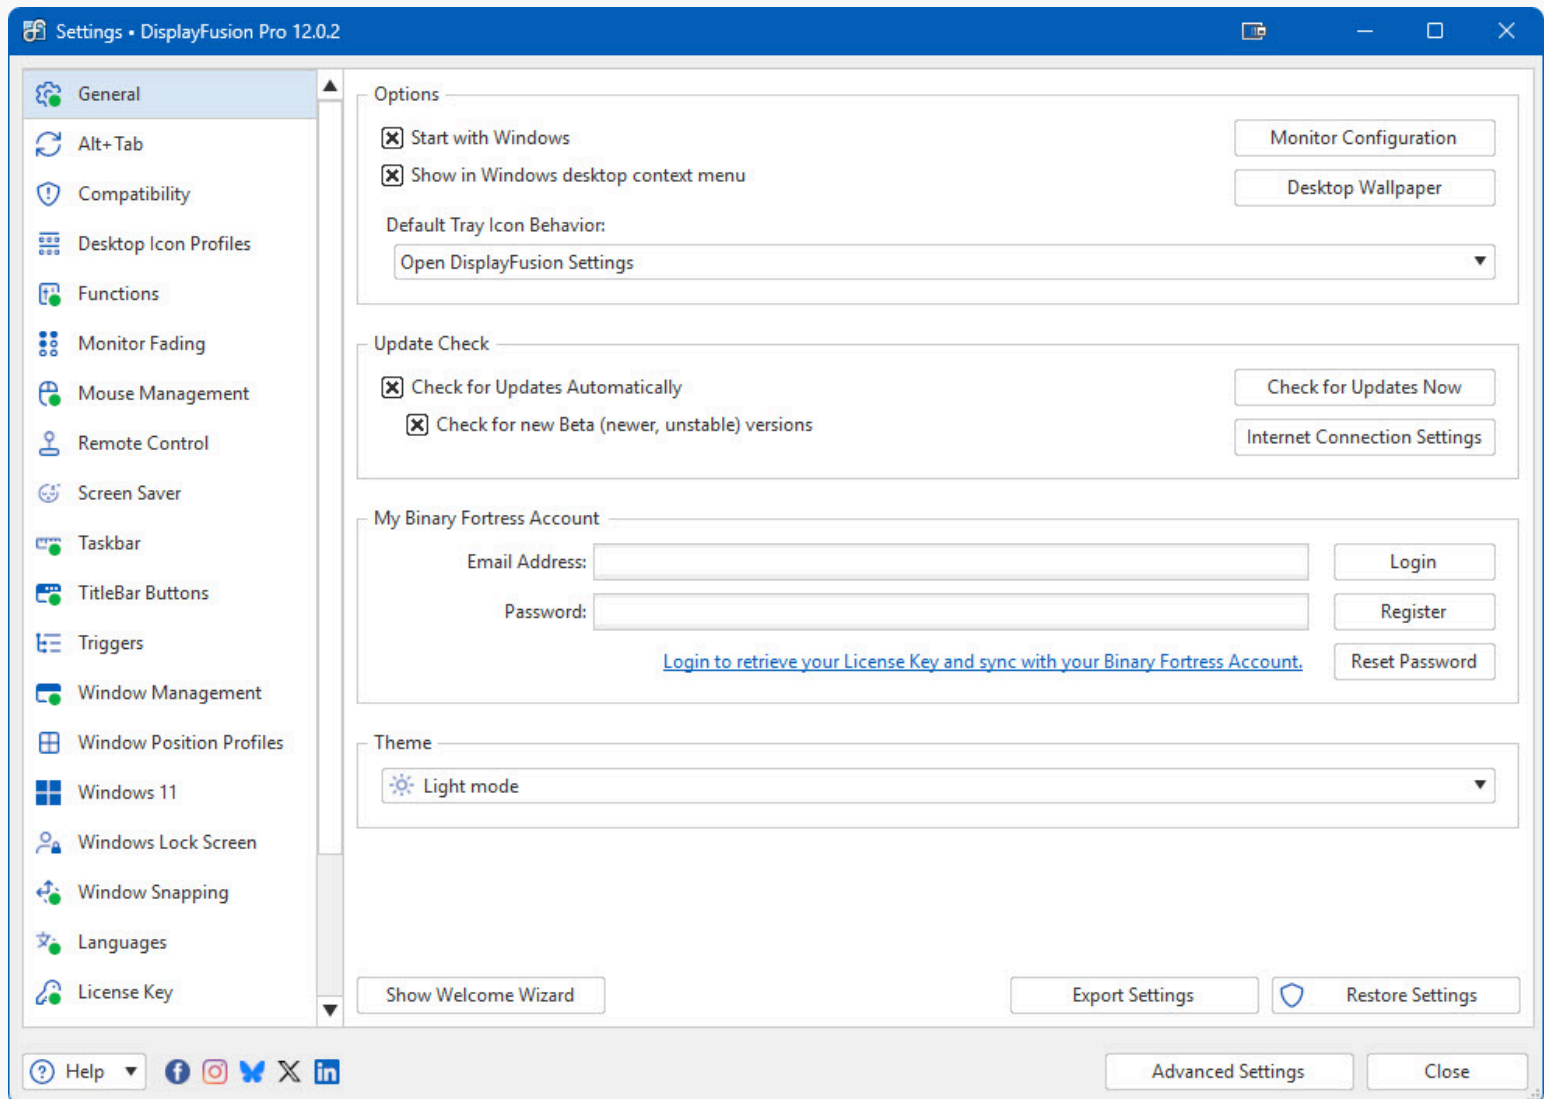 Settings • DisplayFusion Pro 12.0.2
General
Alt+Tab
Compatibility
Desktop Icon Profiles
Functions
Monitor Fading
Mouse Management
Remote Control
Screen Saver
Taskbar
TitleBar Buttons
Triggers
Window Management
Window Position Profiles
Windows 11
Windows Lock Screen
Window Snapping
Languages
License Key
Options
Start with Windows
Monitor Configuration
Show in Windows desktop context menu
Desktop Wallpaper
Default Tray Icon Behavior:
Open DisplayFusion Settings
Update Check
Check for Updates Automatically
Check for Updates Now
Check for new Beta (newer, unstable) versions
Internet Connection Settings
My Binary Fortress Account
Email Address:
Login
Password:
Register
Login to retrieve your License Key and sync with your Binary Fortress Account.
Reset Password
Theme
Light mode
Show Welcome Wizard
Export Settings
Restore Settings
Help
Advanced Settings
Close